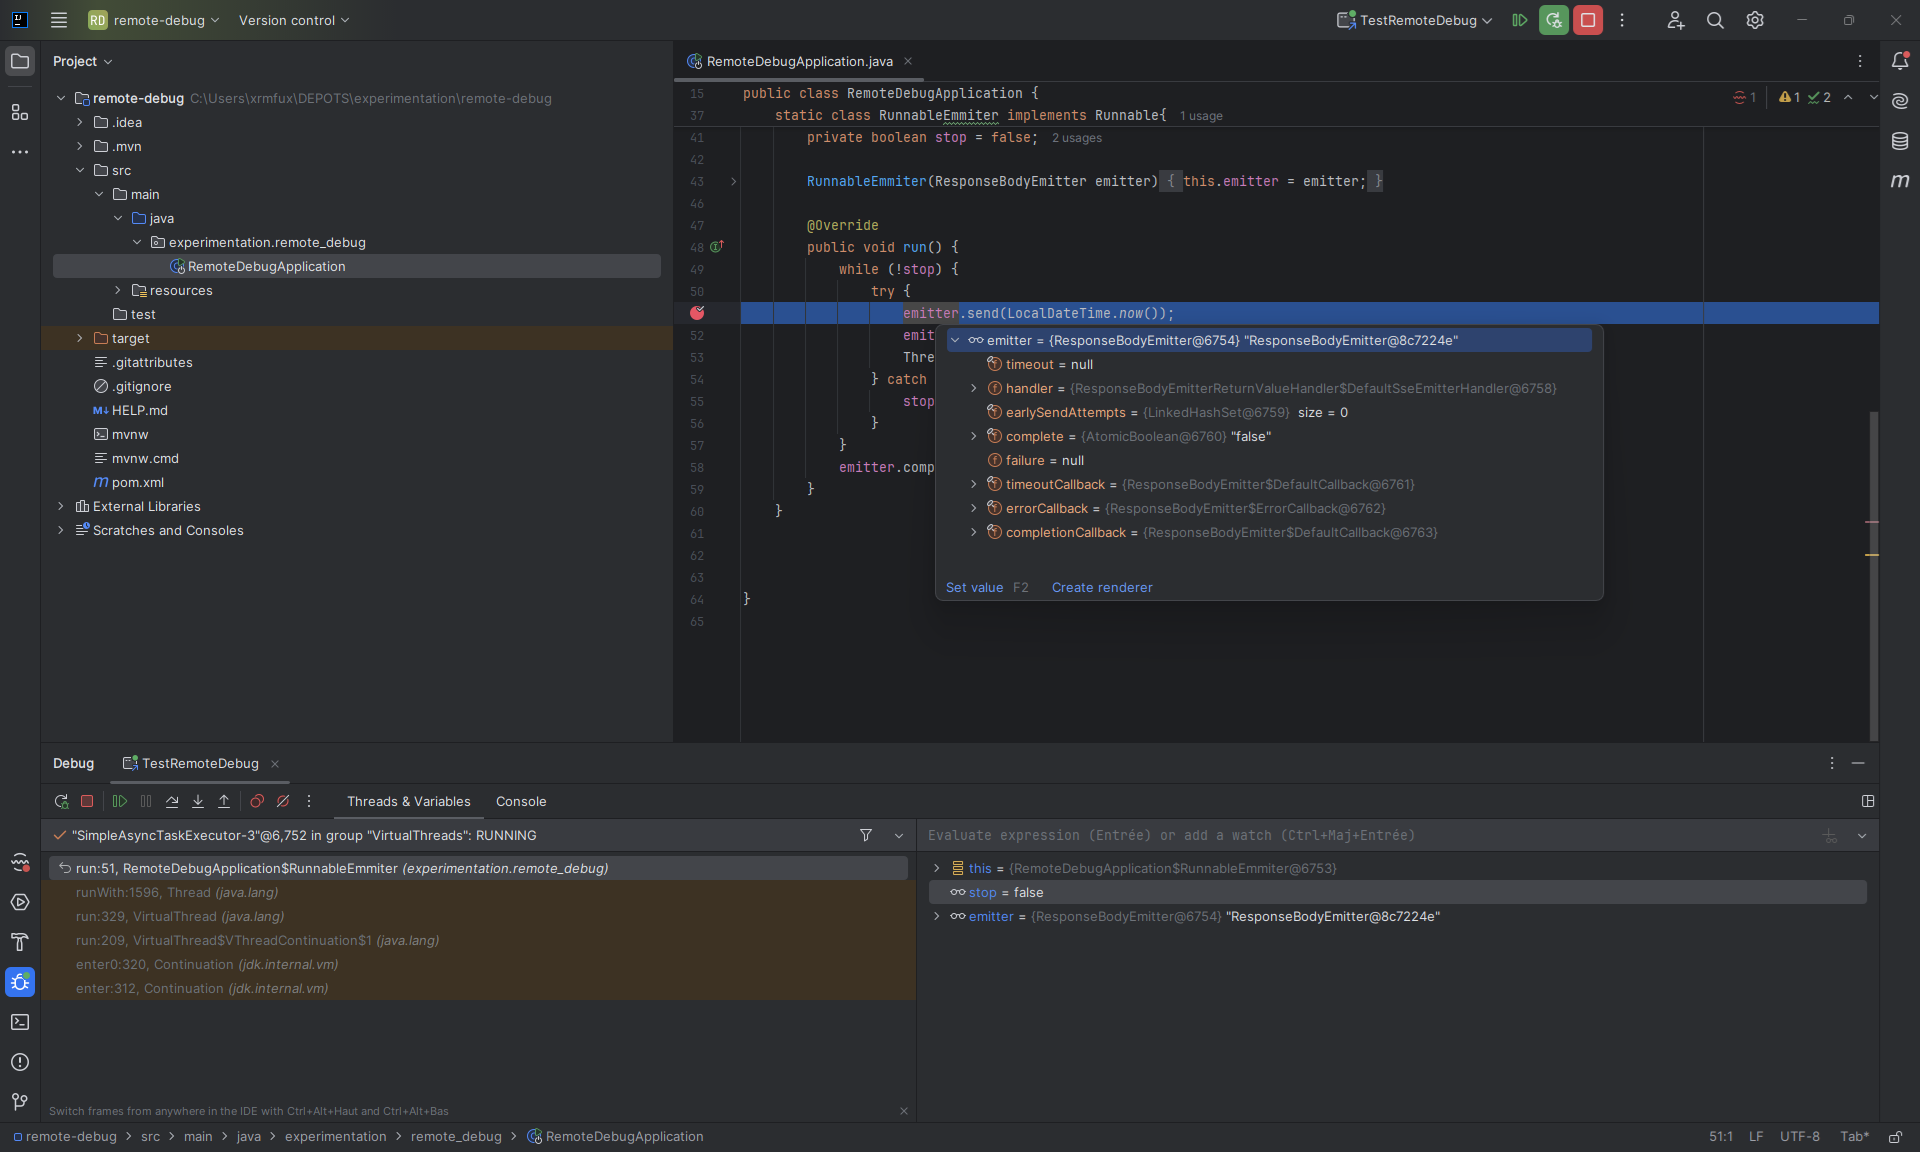 RD remote-debug Version control TestRemoteDebug
Project
remote-debug C:\Users\xrmfux\DEPOTS\experimentation\remote-debug
.idea
.mvn
src
main
java
experimentation.remote_debug
RemoteDebugApplication
resources
test
target
.gitattributes
.gitignore
M↓ HELP.md
mvnw
mvnw.cmd
m pom.xml
External Libraries
Scratches and Consoles
RemoteDebugApplication.java
1 1 2
15 public class RemoteDebugApplication {
37 static class RunnableEmmiter implements Runnable{ 1 usage
41 private boolean stop = false; 2 usages
42
43 RunnableEmmiter(ResponseBodyEmitter emitter) { this.emitter = emitter; }
46
47 @Override
48 public void run() {
49 while (!stop) {
50 try {
emitter.send(LocalDateTime.now());
52 emit
53 Thre
54 } catch
55 stop
56 }
57 }
58 emitter.comp
59 }
60 }
61
62
63
64 }
65
emitter = {ResponseBodyEmitter@6754} "ResponseBodyEmitter@8c7224e"
timeout = null
handler = {ResponseBodyEmitterReturnValueHandler$DefaultSseEmitterHandler@6758}
earlySendAttempts = {LinkedHashSet@6759} size = 0
complete = {AtomicBoolean@6760} "false"
failure = null
timeoutCallback = {ResponseBodyEmitter$DefaultCallback@6761}
errorCallback = {ResponseBodyEmitter$ErrorCallback@6762}
completionCallback = {ResponseBodyEmitter$DefaultCallback@6763}
Set value F2 Create renderer
m
Debug TestRemoteDebug
Threads & Variables Console
"SimpleAsyncTaskExecutor-3"@6,752 in group "VirtualThreads": RUNNING
run:51, RemoteDebugApplication$RunnableEmmiter (experimentation.remote_debug)
runWith:1596, Thread (java.lang)
run:329, VirtualThread (java.lang)
run:209, VirtualThread$VThreadContinuation$1 (java.lang)
enter0:320, Continuation (jdk.internal.vm)
enter:312, Continuation (jdk.internal.vm)
Switch frames from anywhere in the IDE with Ctrl+Alt+Haut and Ctrl+Alt+Bas
Evaluate expression (Entrée) or add a watch (Ctrl+Maj+Entrée)
this = {RemoteDebugApplication$RunnableEmmiter@6753}
stop = false
emitter = {ResponseBodyEmitter@6754} "ResponseBodyEmitter@8c7224e"
remote-debug > src > main > java > experimentation > remote_debug > RemoteDebugApplication
51:1 LF UTF-8 Tab*